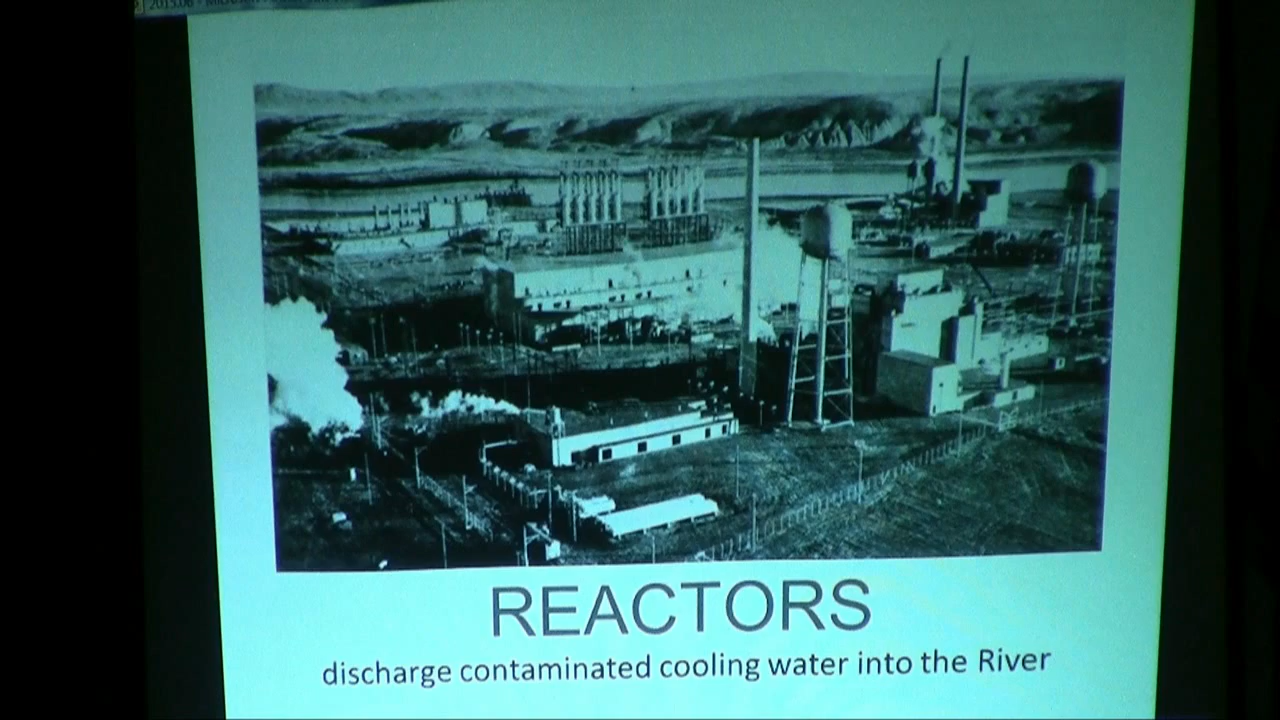 REACTORS
discharge contaminated cooling water into the River